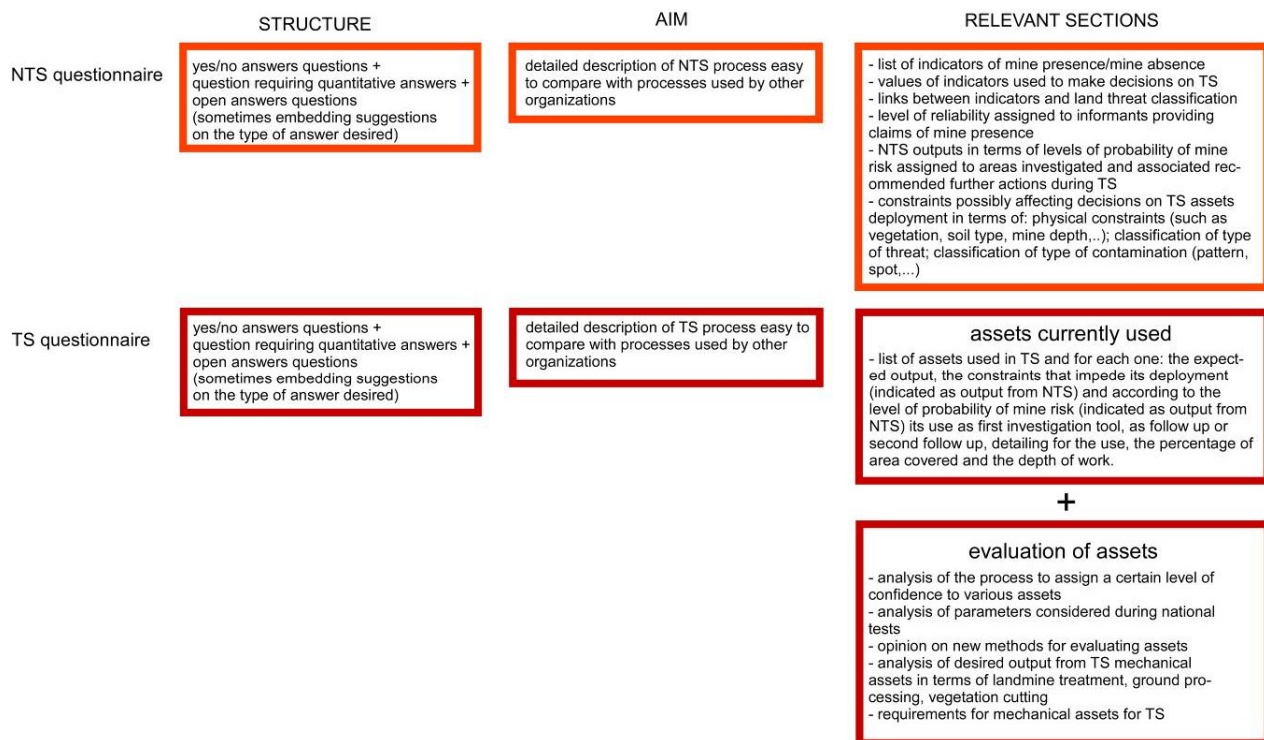 STRUCTURE
AIM
RELEVANT SECTIONS
NTS questionnaire
yes/no answers questions +
question requiring quantitative answers +
open answers questions
(sometimes embedding suggestions
on the type of answer desired)
detailed description of NTS process easy
to compare with processes used by other
organizations
- list of indicators of mine presence/mine absence
- values of indicators used to make decisions on TS
- links between indicators and land threat classification
- level of reliability assigned to informants providing
claims of mine presence
- NTS outputs in terms of levels of probability of mine
risk assigned to areas investigated and associated rec-
ommended further actions during TS
- constraints possibly affecting decisions on TS assets
deployment in terms of: physical constraints (such as
vegetation, soil type, mine depth,..); classification of type
of threat; classification of type of contamination (pattern,
spot,...)
TS questionnaire
yes/no answers questions +
question requiring quantitative answers +
open answers questions
(sometimes embedding suggestions
on the type of answer desired)
detailed description of TS process easy to
compare with processes used by other
organizations
assets currently used
- list of assets used in TS and for each one: the expect-
ed output, the constraints that impede its deployment
(indicated as output from NTS) and according to the
level of probability of mine risk (indicated as output from
NTS) its use as first investigation tool, as follow up or
second follow up, detailing for the use, the percentage of
area covered and the depth of work.
+
evaluation of assets
- analysis of the process to assign a certain level of
confidence to various assets
- analysis of parameters considered during national
tests
- opinion on new methods for evaluating assets
- analysis of desired output from TS mechanical
assets in terms of landmine treatment, ground pro-
cessing, vegetation cutting
- requirements for mechanical assets for TS